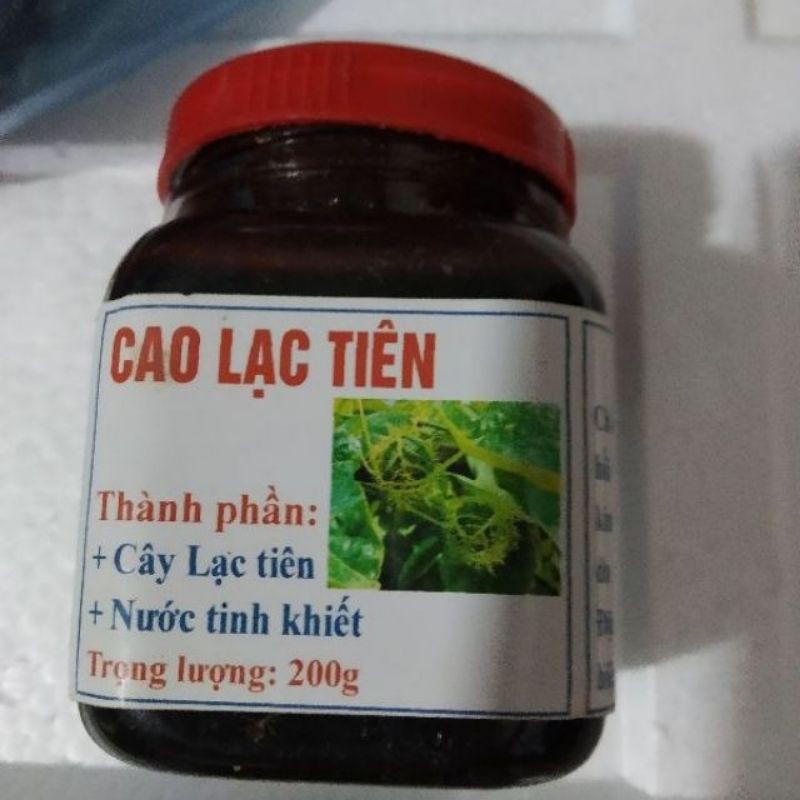 CAO LẠC TIÊN
Thành phần:
+ Cây Lạc tiên
+ Nước tinh khiết
Trọng lượng: 200g